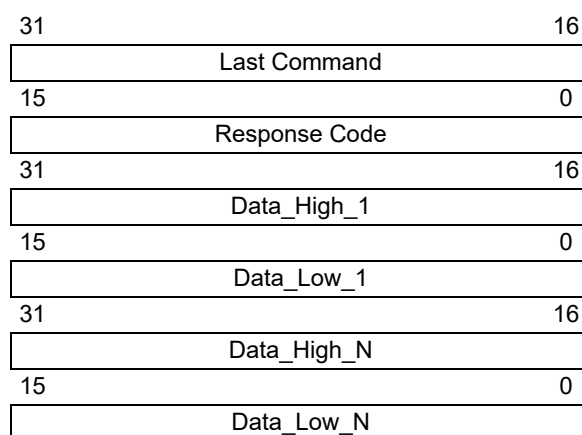 31 16
Last Command
15 0
Response Code
31 16
Data_High_1
15 0
Data_Low_1
31 16
Data_High_N
15 0
Data_Low_N